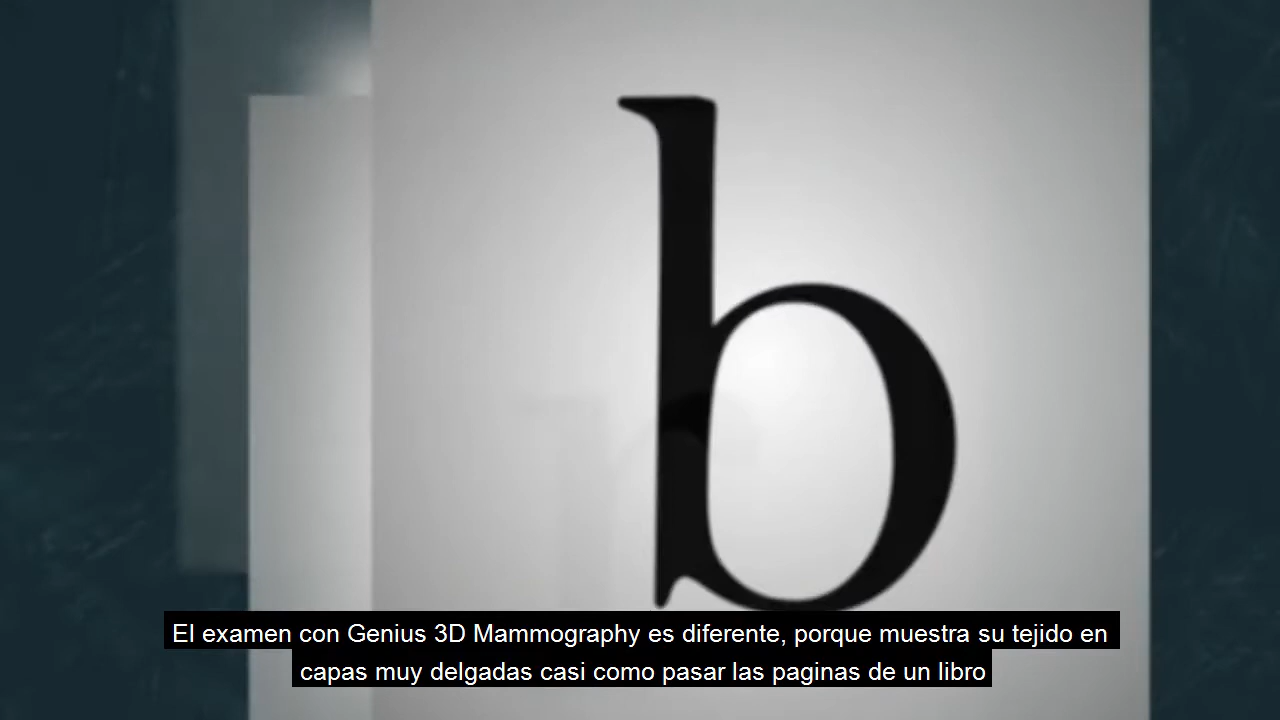 b
El examen con Genius 3D Mammography es diferente, porque muestra su tejido en
capas muy delgadas casi como pasar las paginas de un libro